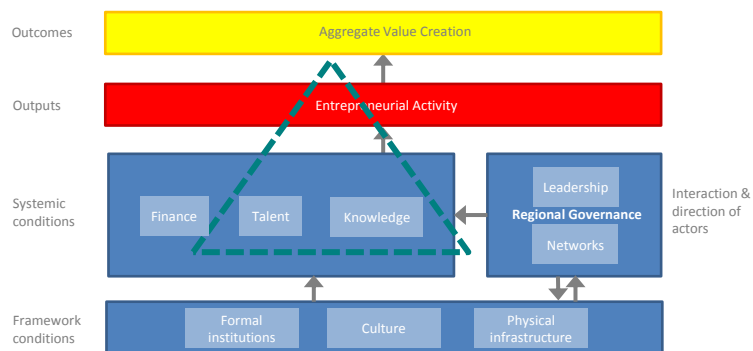 Outcomes
Aggregate Value Creation
Outputs
Entrepreneurial Activity
Systemic
conditions
Finance
Talent
Knowledge
Leadership
Regional Governance
Networks
Interaction &
direction of
actors
Framework
conditions
Formal
institutions
Culture
Physical
infrastructure